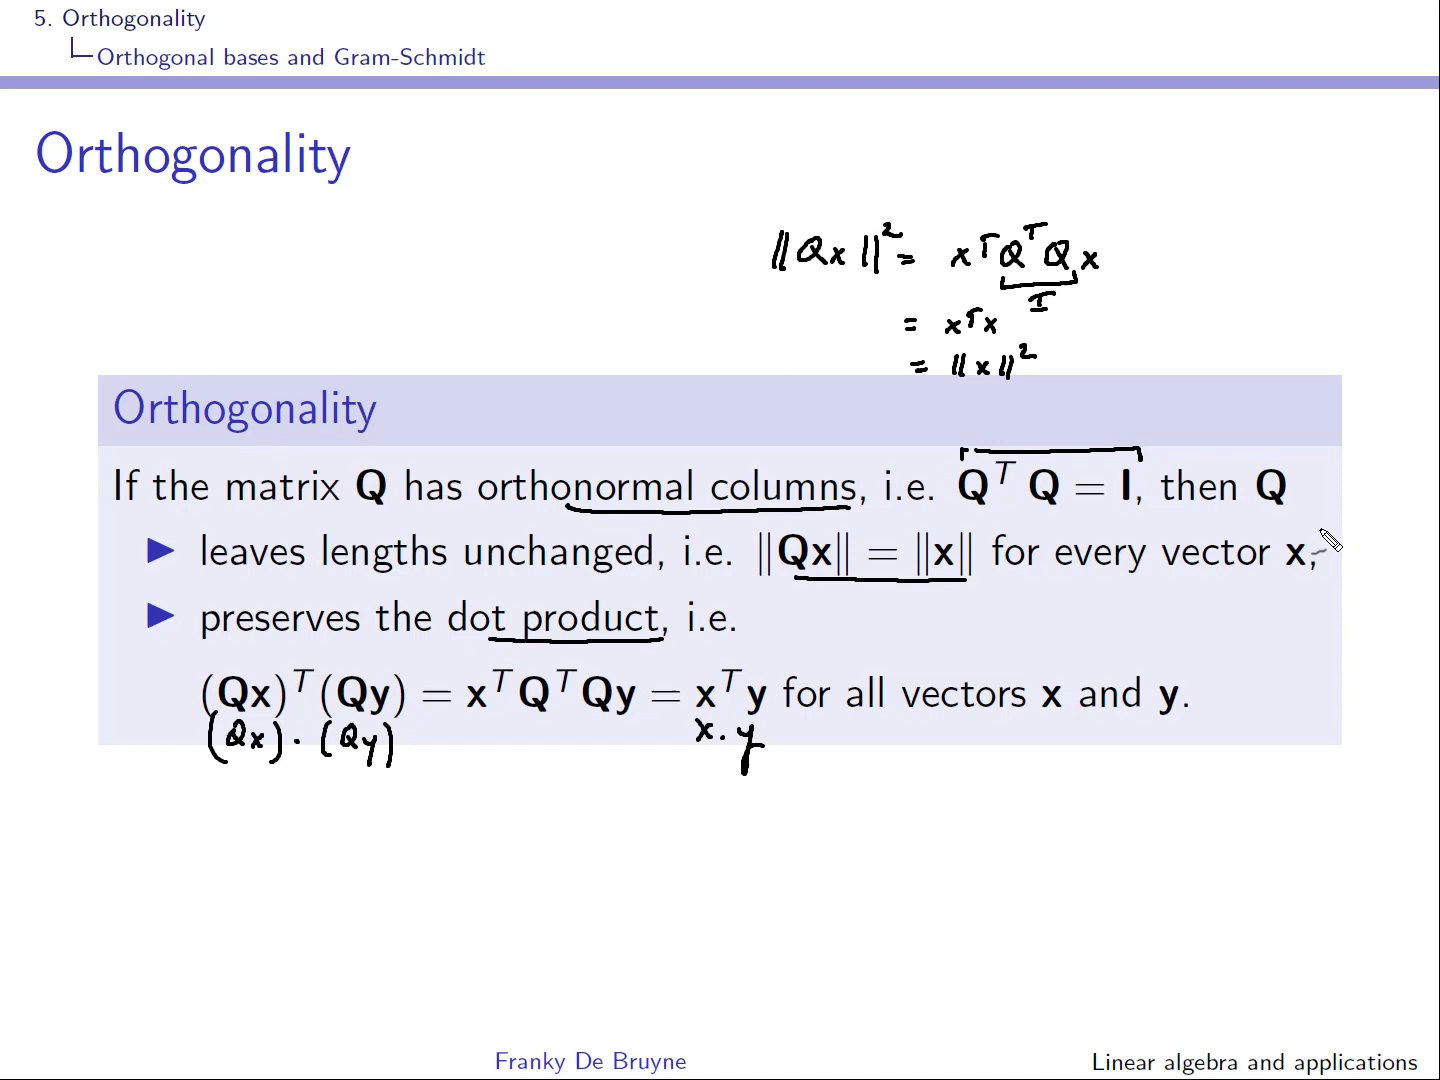 5. Orthogonality
Orthogonal bases and Gram-Schmidt
Orthogonality
‖Qx‖² = xᵀQᵀQx
I
= xᵀx
= ‖x‖²
Orthogonality
If the matrix Q has orthonormal columns, i.e. QᵀQ = I, then Q
▶ leaves lengths unchanged, i.e. ‖Qx‖ = ‖x‖ for every vector x,
▶ preserves the dot product, i.e.
(Qx)ᵀ(Qy) = xᵀQᵀQy = xᵀy for all vectors x and y.
(Qx) · (Qy) x · y
Franky De Bruyne Linear algebra and applications